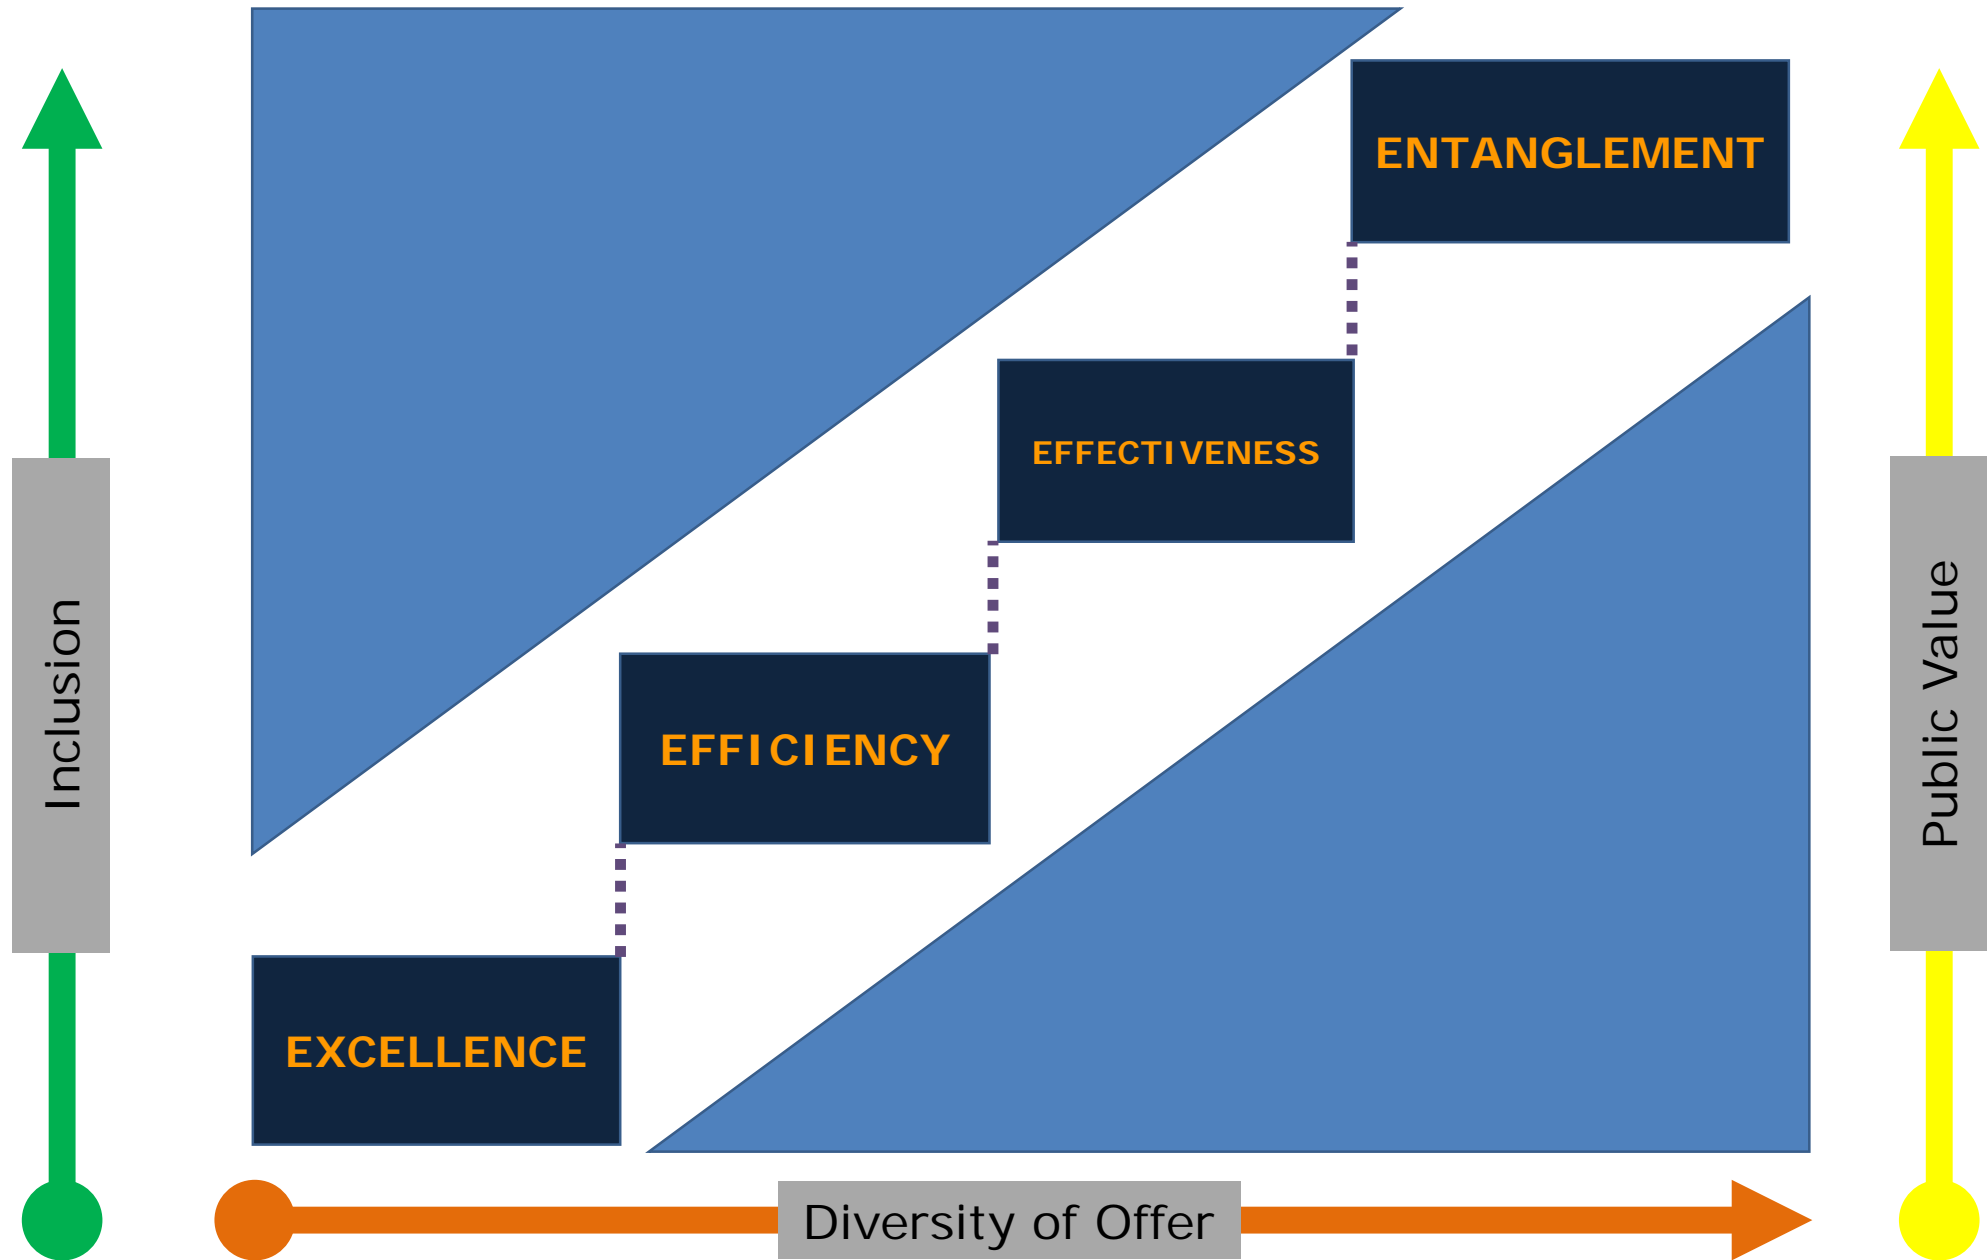 ENTANGLEMENT
EFFECTIVENESS
EFFICIENCY
EXCELLENCE
Inclusion
Public Value
Diversity of Offer